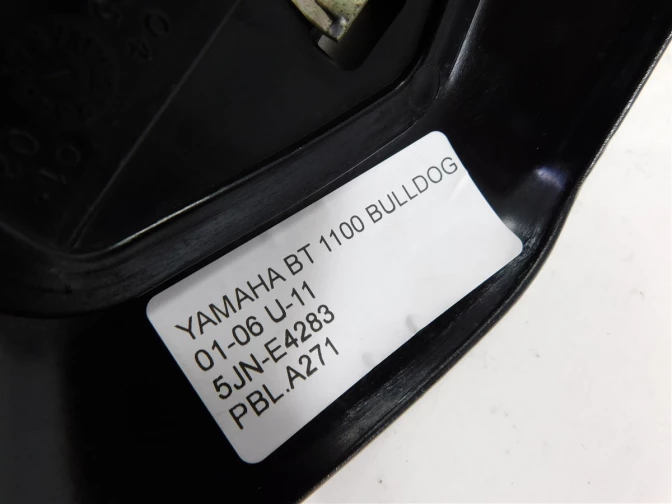 YAMAHA BT 1100 BULLDOG
01-06 U-11
5JN-E4283
PBL.A271